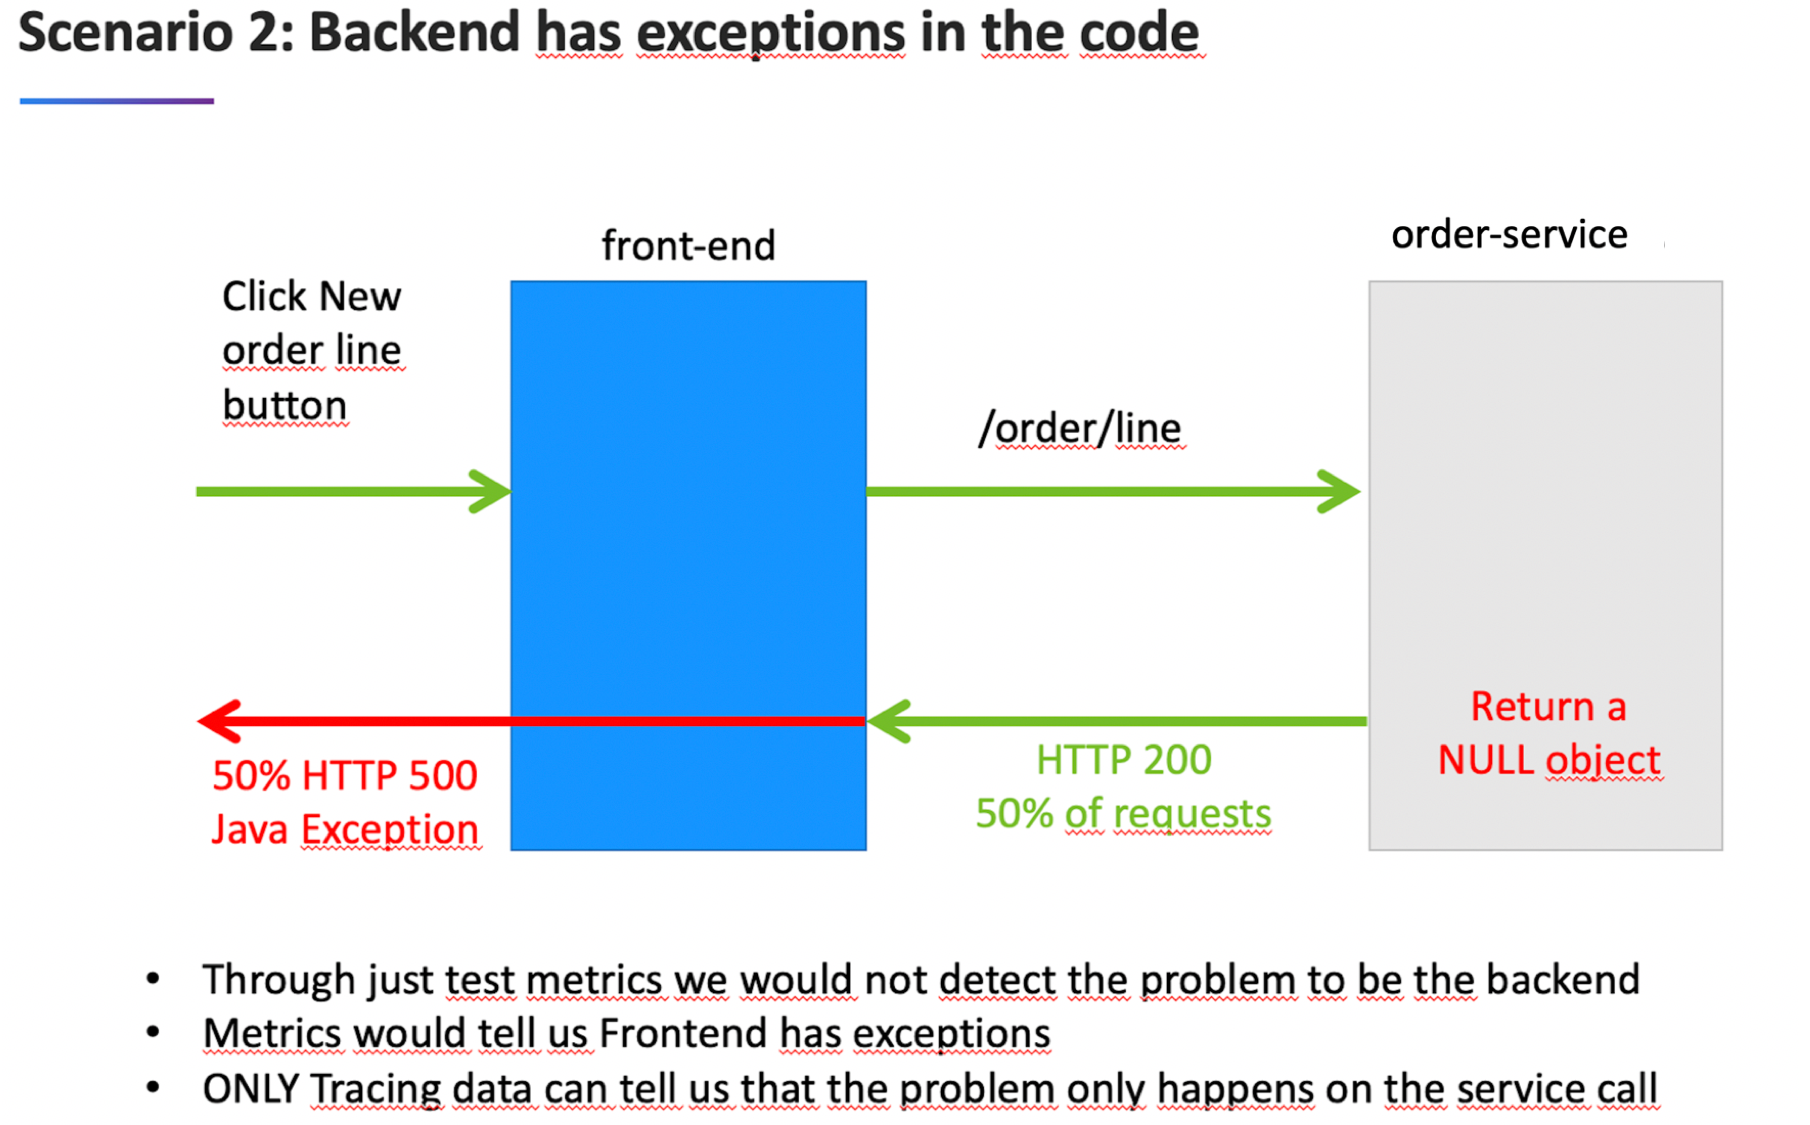 Scenario 2: Backend has exceptions in the code
front-end
order-service
Click New
order line
button
/order/line
Return a
NULL object
50% HTTP 500
Java Exception
HTTP 200
50% of requests
• Through just test metrics we would not detect the problem to be the backend
• Metrics would tell us Frontend has exceptions
• ONLY Tracing data can tell us that the problem only happens on the service call